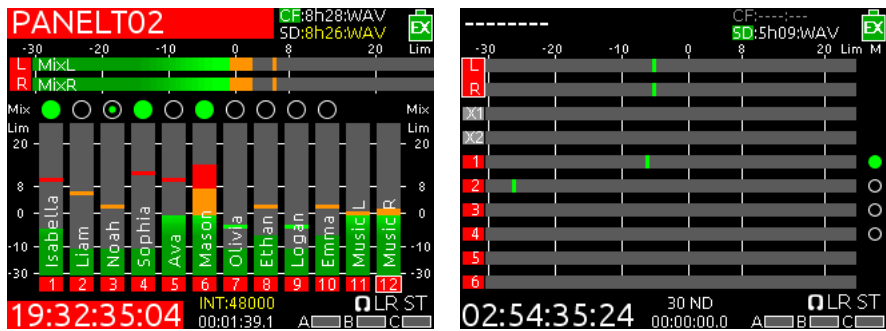 PANELT02
CF:8h28:WAV
SD:8h26:WAV
EX
-30 -20 -10 0 8 20 Lim
L MixL
R MixR
Mix Mix
Lim Lim
20 20
8 8
0 0
-10 -10
-30 -30
Isabella Liam Noah Sophia Ava Mason Olivia Ethan Logan Emma Music L Music R
1 2 3 4 5 6 7 8 9 10 11 12
19:32:35:04
INT:48000
00:01:39.1
LR ST
A B C
--------
CF:----:---
SD:5h09:WAV
EX
-30 -20 -10 0 8 20 Lim M
L
R
X1
X2
1
2
3
4
5
6
02:54:35:24
30 ND
00:00:00.0
LR ST
A B C